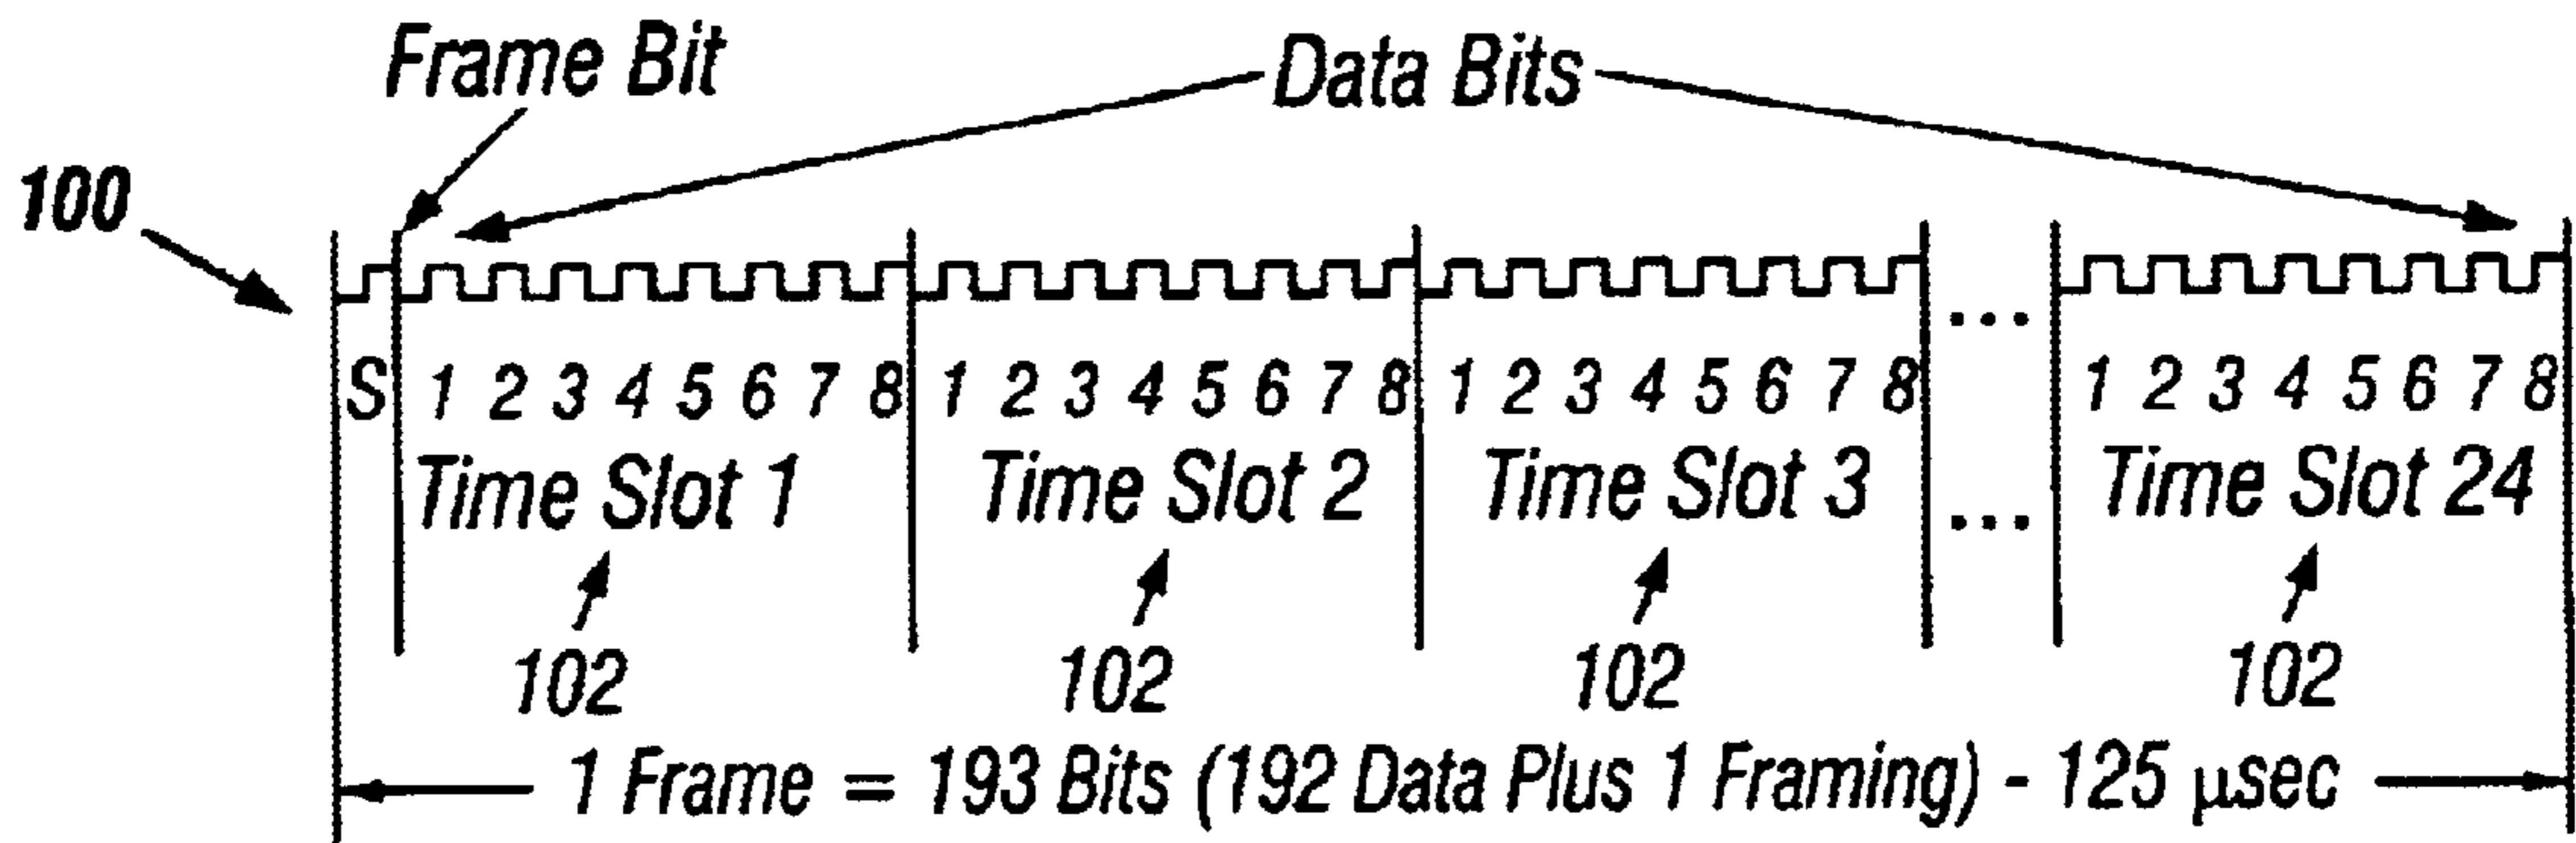 Frame Bit
Data Bits
100
S 1 2 3 4 5 6 7 8 1 2 3 4 5 6 7 8 1 2 3 4 5 6 7 8 ... 1 2 3 4 5 6 7 8
Time Slot 1 Time Slot 2 Time Slot 3 ... Time Slot 24
102 102 102 102
1 Frame = 193 Bits (192 Data Plus 1 Framing) - 125 μsec